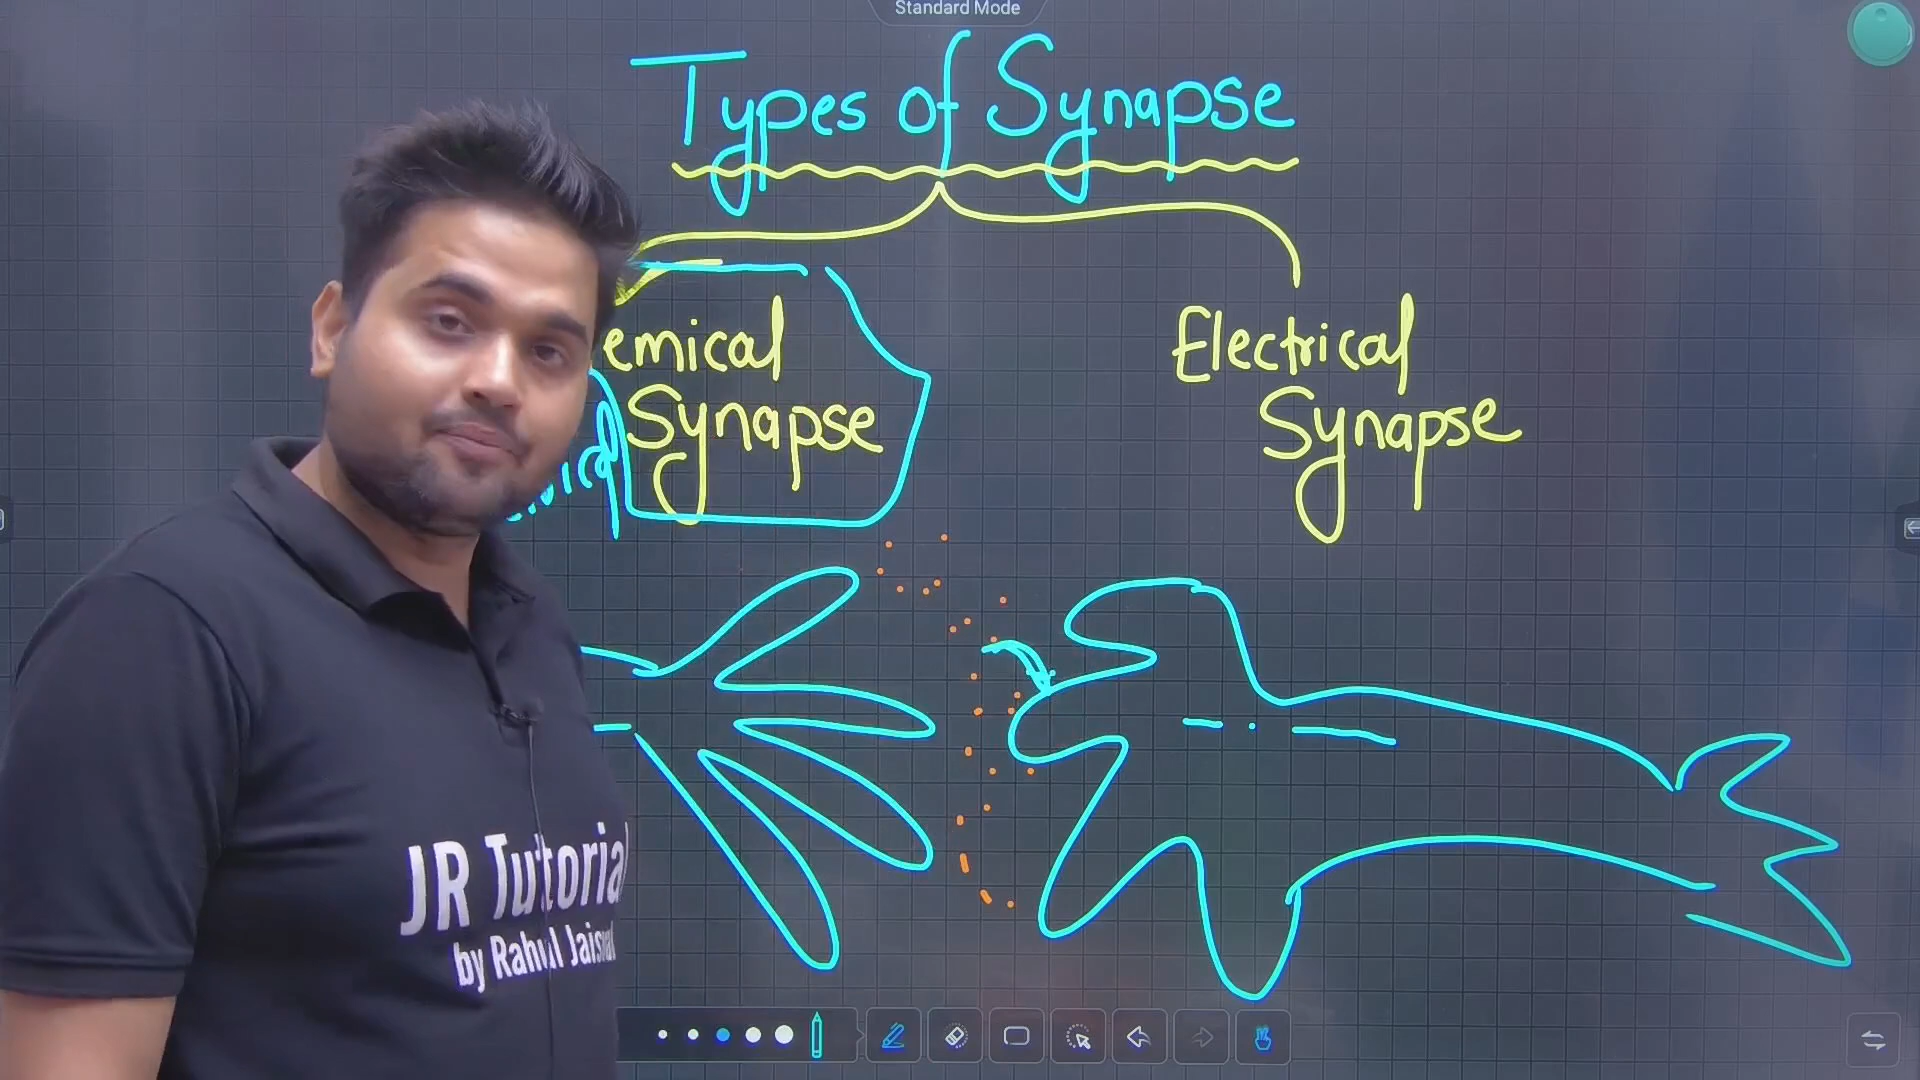 Standard Mode
Types of Synapse
emical
Synapse
Electrical
Synapse
JR Tutorial
by Rahul Jaiswal